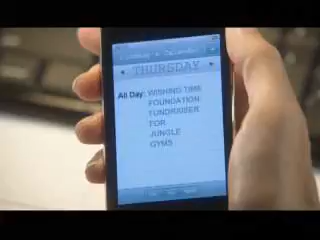 THURSDAY
All Day: WISHING TIME
FOUNDATION:
FUNDRAISER
FOR
JUNGLE
GYMS